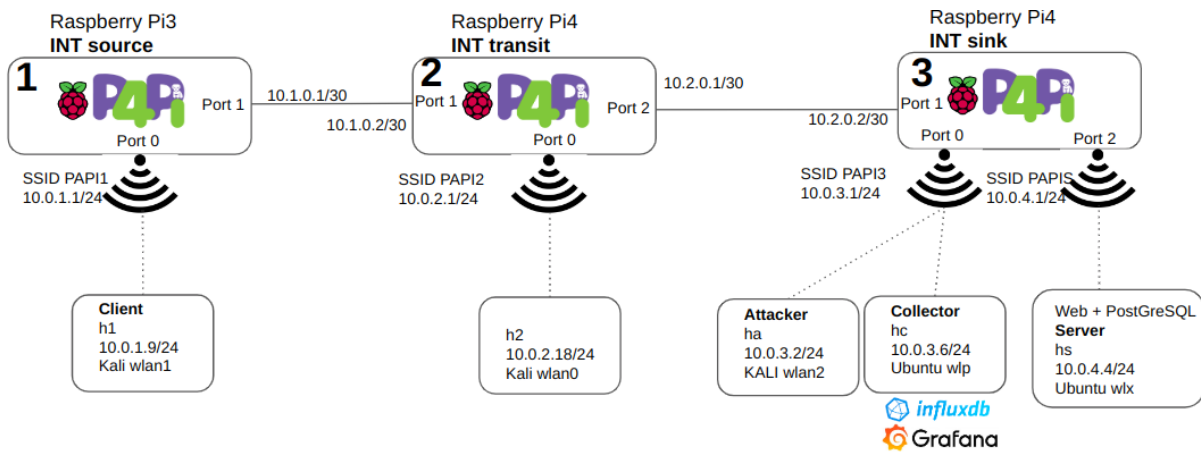 Raspberry Pi3
INT source
1
P4Pi
Port 1
Port 0
10.1.0.1/30
10.1.0.2/30
SSID PAPI1
10.0.1.1/24
Client
h1
10.0.1.9/24
Kali wlan1
Raspberry Pi4
INT transit
2
Port 1
P4Pi
Port 2
Port 0
10.2.0.1/30
10.2.0.2/30
SSID PAPI2
10.0.2.1/24
h2
10.0.2.18/24
Kali wlan0
Raspberry Pi4
INT sink
3
P4Pi
Port 1
Port 0
Port 2
SSID PAPI3
10.0.3.1/24
SSID PAPIS
10.0.4.1/24
Attacker
ha
10.0.3.2/24
KALI wlan2
Collector
hc
10.0.3.6/24
Ubuntu wlp
influxdb
Grafana
Web + PostGreSQL
Server
hs
10.0.4.4/24
Ubuntu wlx